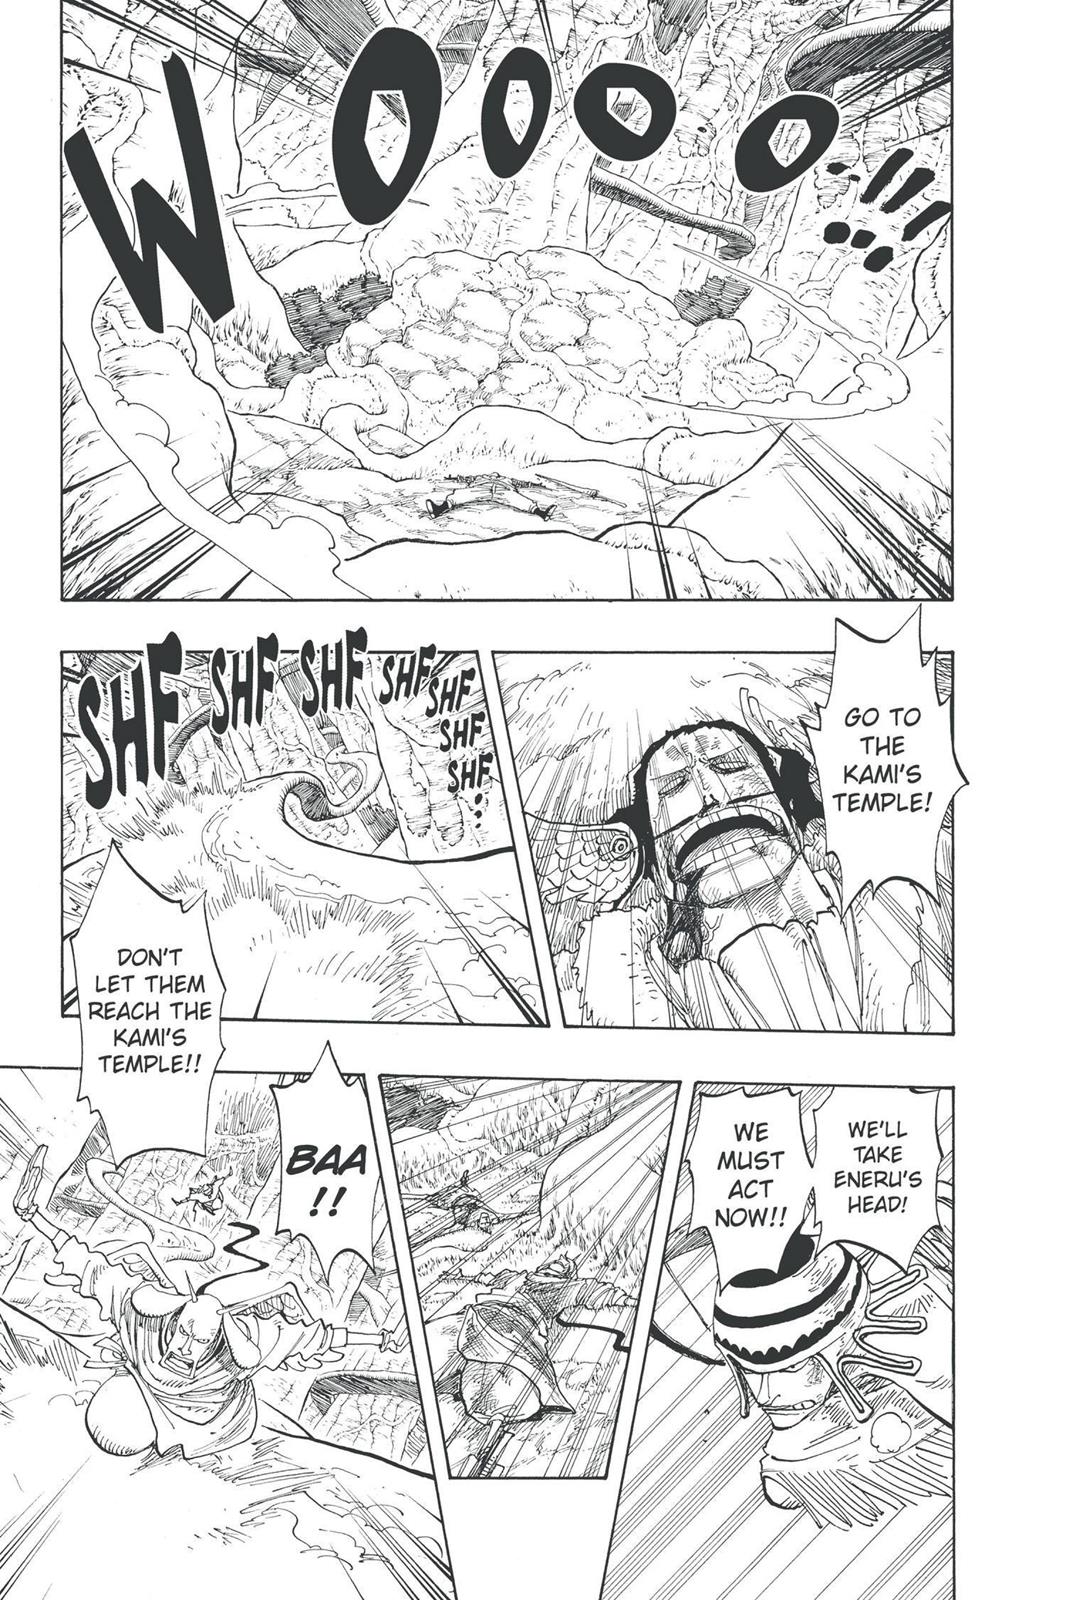 WOOOO...!!!
GO TO
THE
KAMI'S
TEMPLE!
SHF SHF SHF SHF
SHF
SHF
SHF...
DON'T
LET THEM
REACH THE
KAMI'S
TEMPLE!!
WE'LL
TAKE
ENERU'S
HEAD!
WE
MUST
ACT
NOW!!
BAA
!!